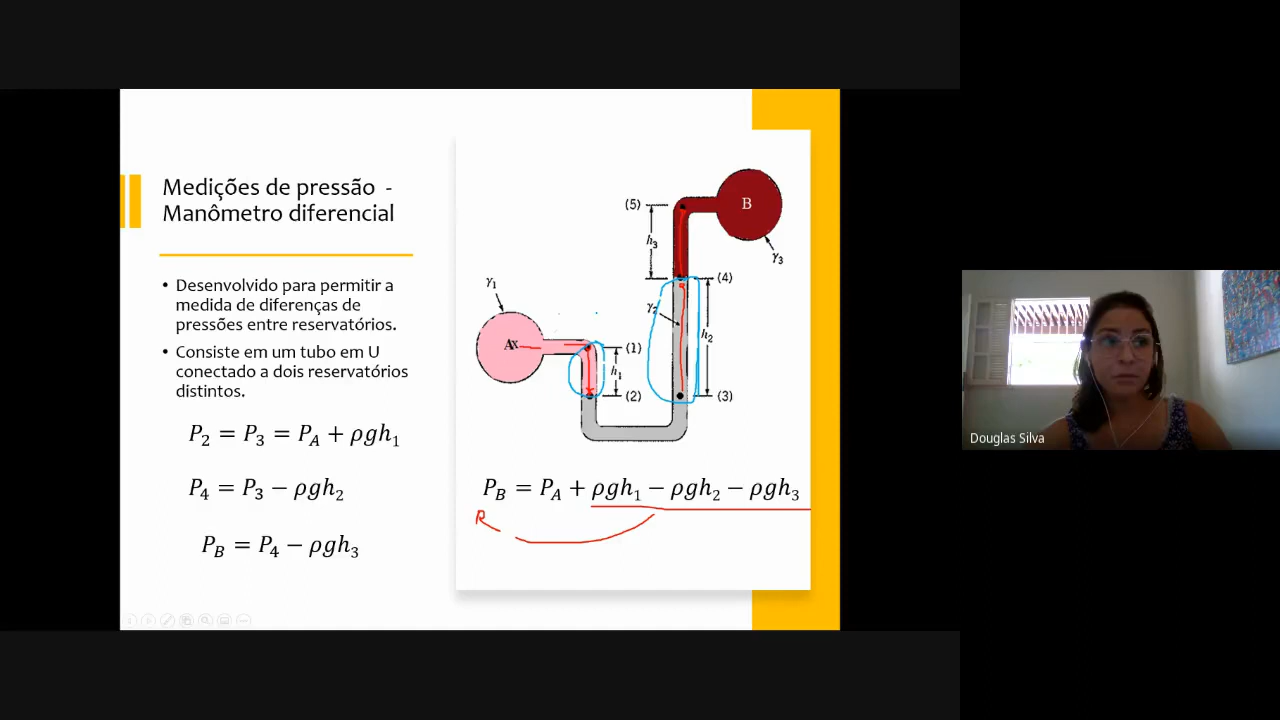 Medições de pressão -
Manômetro diferencial
• Desenvolvido para permitir a
medida de diferenças de
pressões entre reservatórios.
• Consiste em um tubo em U
conectado a dois reservatórios
distintos.
P₂ = P₃ = P_A + ρgh₁
P₄ = P₃ − ρgh₂
P_B = P₄ − ρgh₃
(5)
B
h₃
γ₃
(4)
γ₁
γ₂
h₂
A
(1)
h₁
(2)
(3)
P_B = P_A + ρgh₁ − ρgh₂ − ρgh₃
Douglas Silva